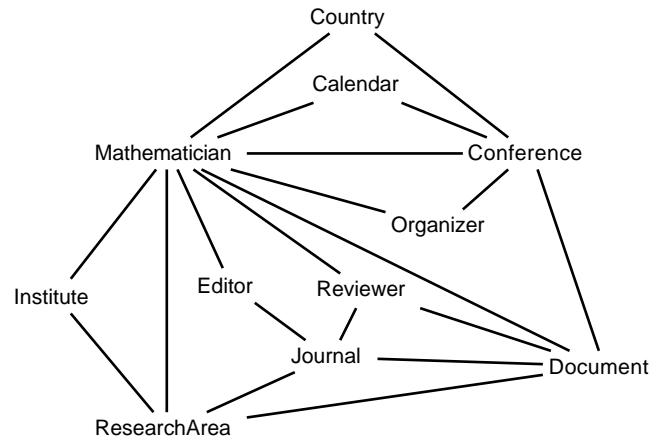 Country
Calendar
Mathematician
Conference
Organizer
Institute
Editor
Reviewer
Journal
Document
ResearchArea